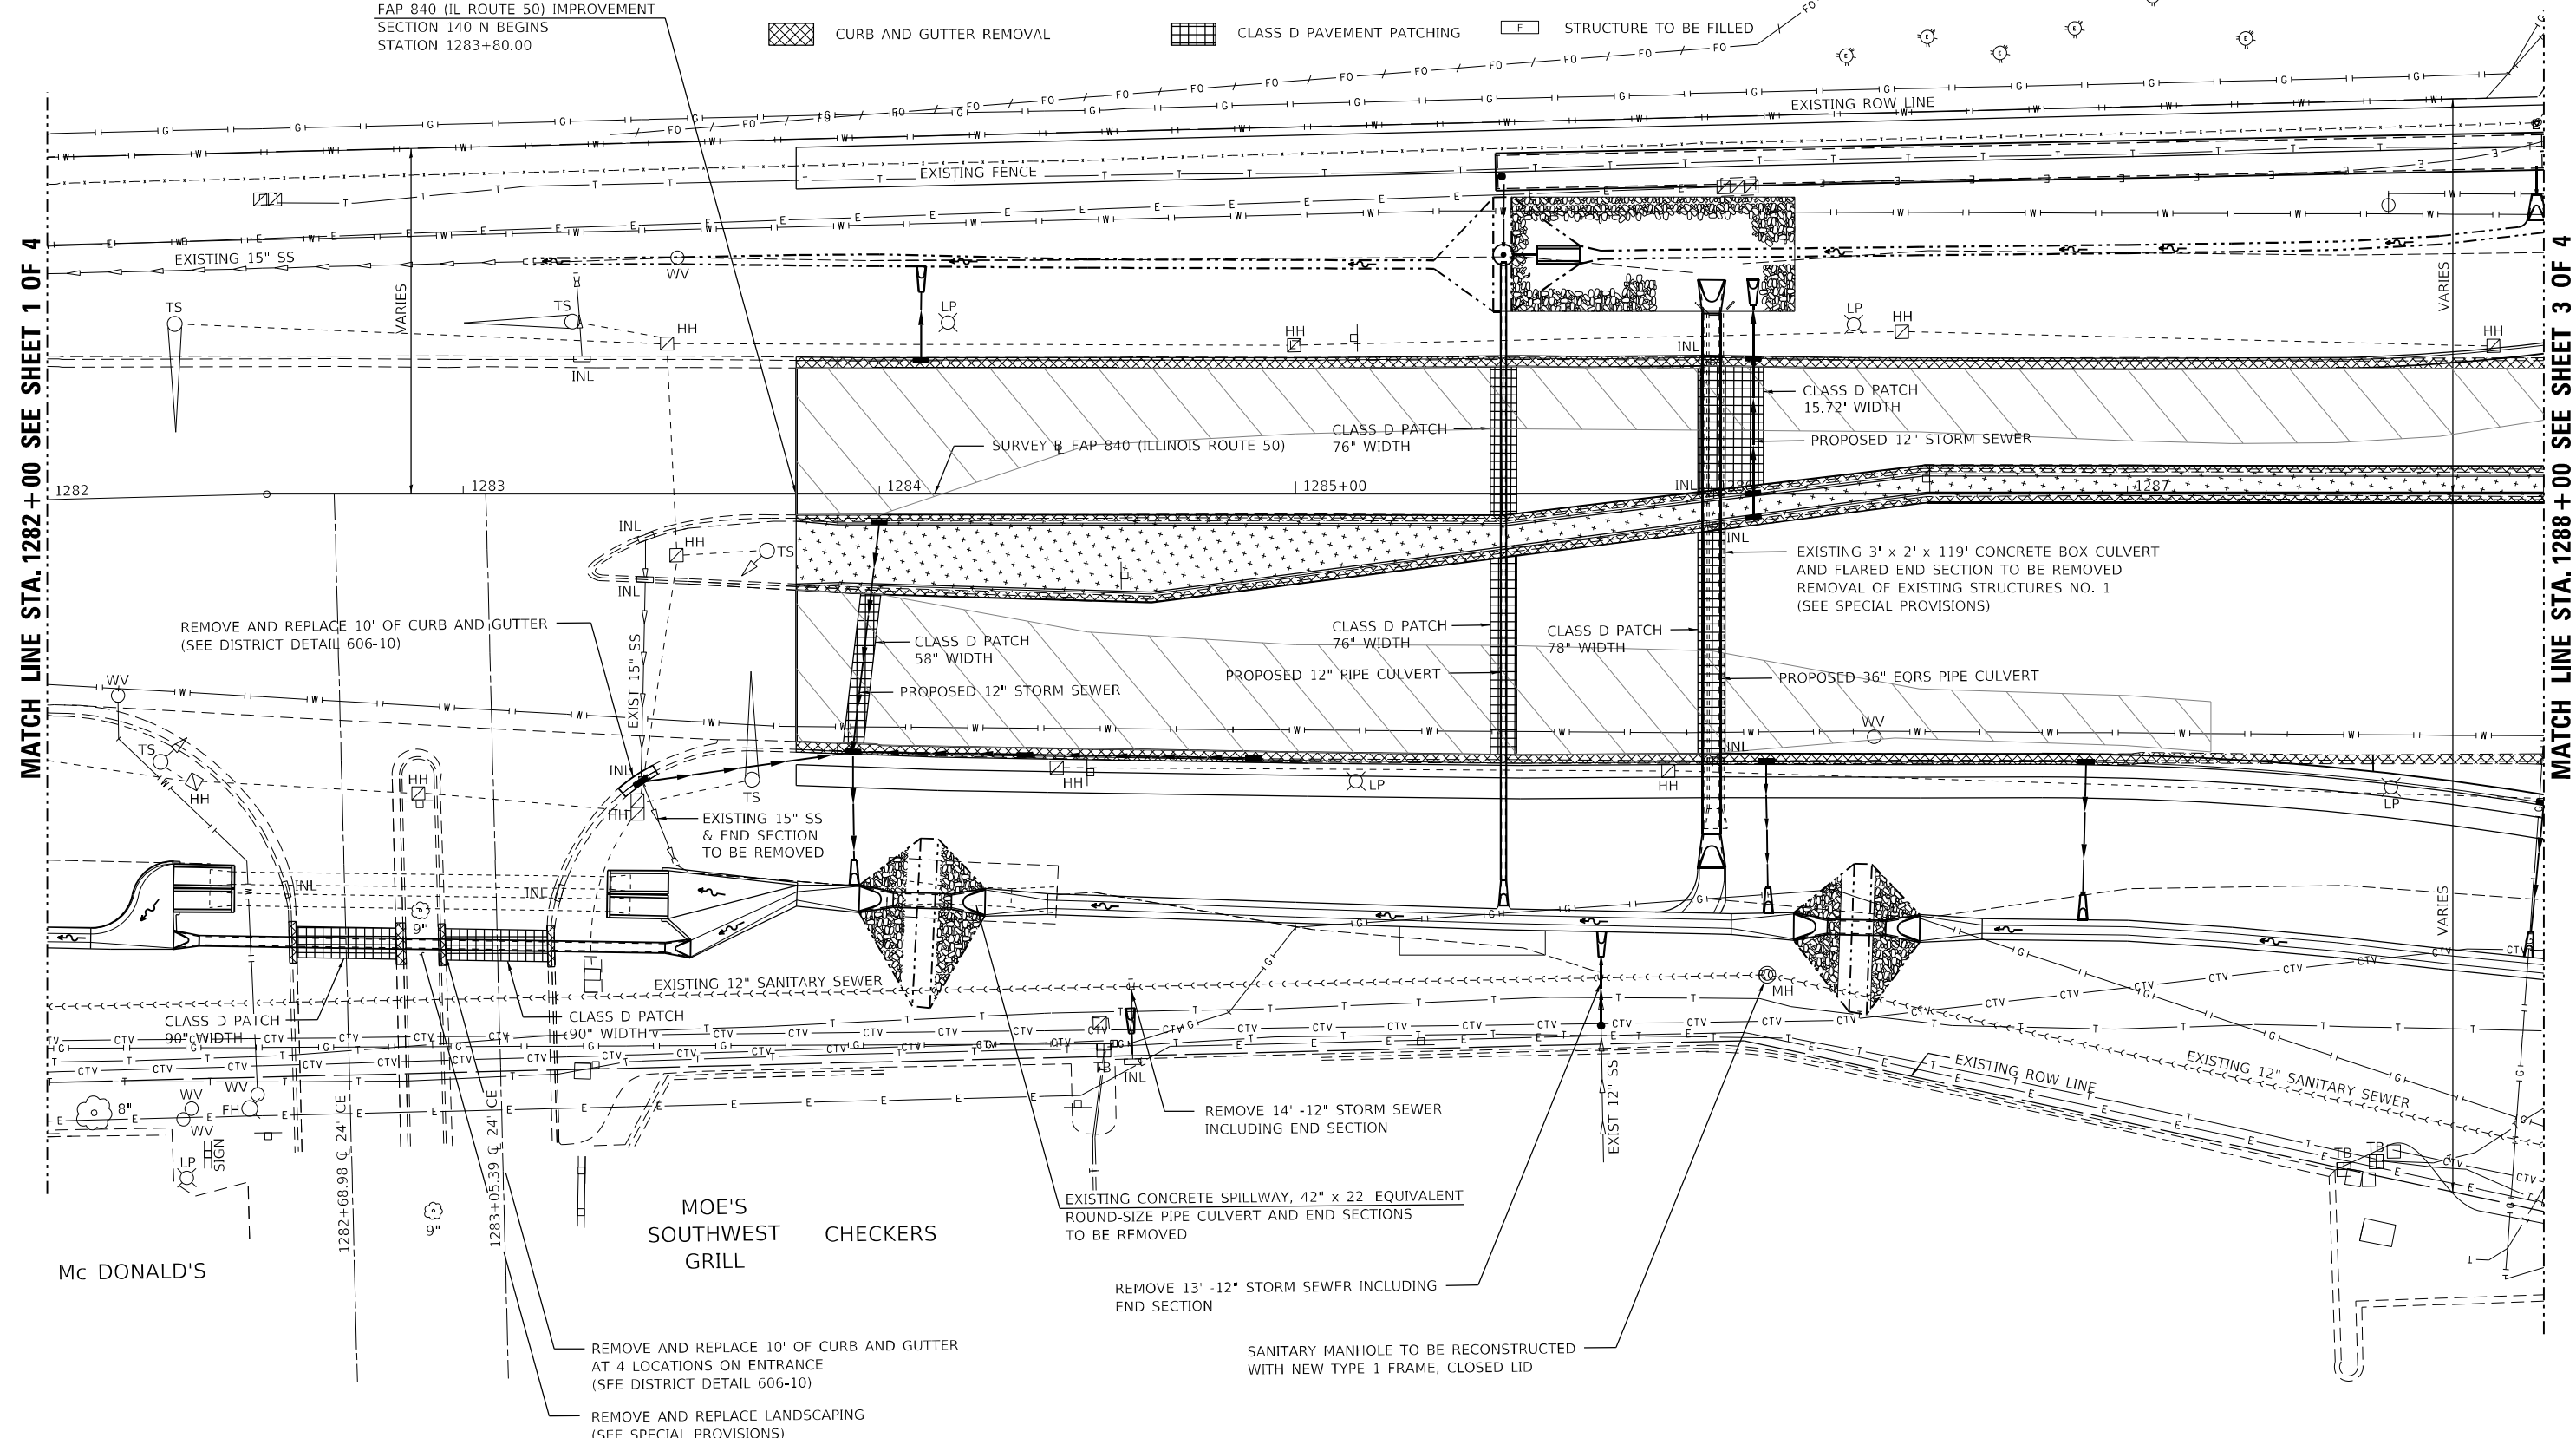 FAP 840 (IL ROUTE 50) IMPROVEMENT
SECTION 140 N BEGINS
STATION 1283+80.00
CURB AND GUTTER REMOVAL
CLASS D PAVEMENT PATCHING
F
STRUCTURE TO BE FILLED
MATCH LINE STA. 1282+00 SEE SHEET 1 OF 4
MATCH LINE STA. 1288+00 SEE SHEET 3 OF 4
EXISTING ROW LINE
EXISTING FENCE
EXISTING 15" SS
VARIES
VARIES
WV
TS
TS
HH
LP
HH
LP
HH
INL
INL
CLASS D PATCH
15.72' WIDTH
CLASS D PATCH
76" WIDTH
PROPOSED 12" STORM SEWER
SURVEY ⅊ FAP 840 (ILLINOIS ROUTE 50)
1282
1283
1284
1285+00
INL
1287
INL
HH
TS
INL
INL
EXISTING 3' x 2' x 119' CONCRETE BOX CULVERT
AND FLARED END SECTION TO BE REMOVED
REMOVAL OF EXISTING STRUCTURES NO. 1
(SEE SPECIAL PROVISIONS)
REMOVE AND REPLACE 10' OF CURB AND GUTTER
(SEE DISTRICT DETAIL 606-10)
EXIST 15" SS
CLASS D PATCH
58" WIDTH
CLASS D PATCH
76" WIDTH
CLASS D PATCH
78" WIDTH
PROPOSED 12" STORM SEWER
PROPOSED 12" PIPE CULVERT
PROPOSED 36" EQRS PIPE CULVERT
WV
WV
TS
HH
HH
INL
HH
TS
HH
LP
HH
INL
LP
EXISTING 15" SS
& END SECTION
TO BE REMOVED
INL
INL
9"
VARIES
EXISTING 12" SANITARY SEWER
MH
CLASS D PATCH
90" WIDTH
CLASS D PATCH
90" WIDTH
TB
INL
EXIST 12" SS
EXISTING ROW LINE
EXISTING 12" SANITARY SEWER
8"
WV
WV
WV
FH
LP
SIGN
TB
TB
1282+68.98 ℄ 24' CE
1283+05.39 ℄ 24' CE
9"
REMOVE 14' -12" STORM SEWER
INCLUDING END SECTION
EXISTING CONCRETE SPILLWAY, 42" x 22' EQUIVALENT
ROUND-SIZE PIPE CULVERT AND END SECTIONS
TO BE REMOVED
MOE'S
SOUTHWEST
GRILL
CHECKERS
Mc DONALD'S
REMOVE 13' -12" STORM SEWER INCLUDING
END SECTION
SANITARY MANHOLE TO BE RECONSTRUCTED
WITH NEW TYPE 1 FRAME, CLOSED LID
REMOVE AND REPLACE 10' OF CURB AND GUTTER
AT 4 LOCATIONS ON ENTRANCE
(SEE DISTRICT DETAIL 606-10)
REMOVE AND REPLACE LANDSCAPING
(SEE SPECIAL PROVISIONS)